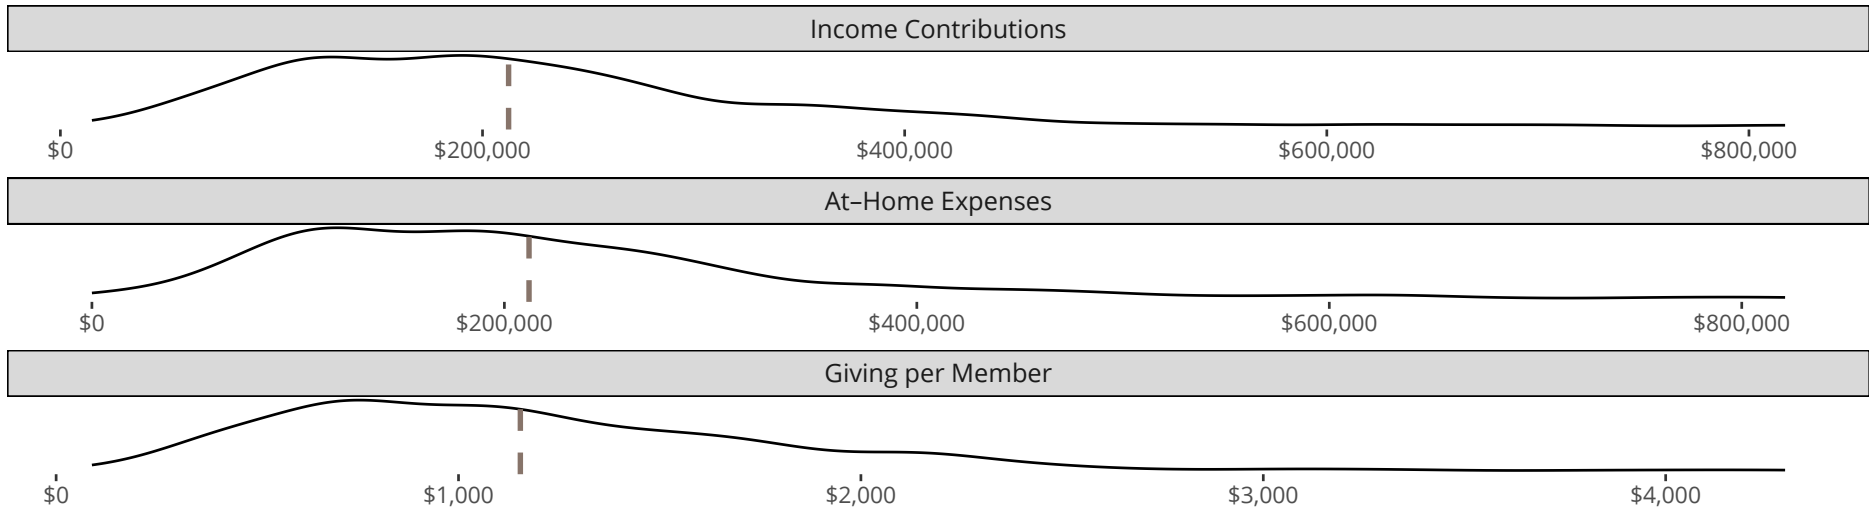 Income Contributions
$0 $200,000 $400,000 $600,000 $800,000
At–Home Expenses
$0 $200,000 $400,000 $600,000 $800,000
Giving per Member
$0 $1,000 $2,000 $3,000 $4,000